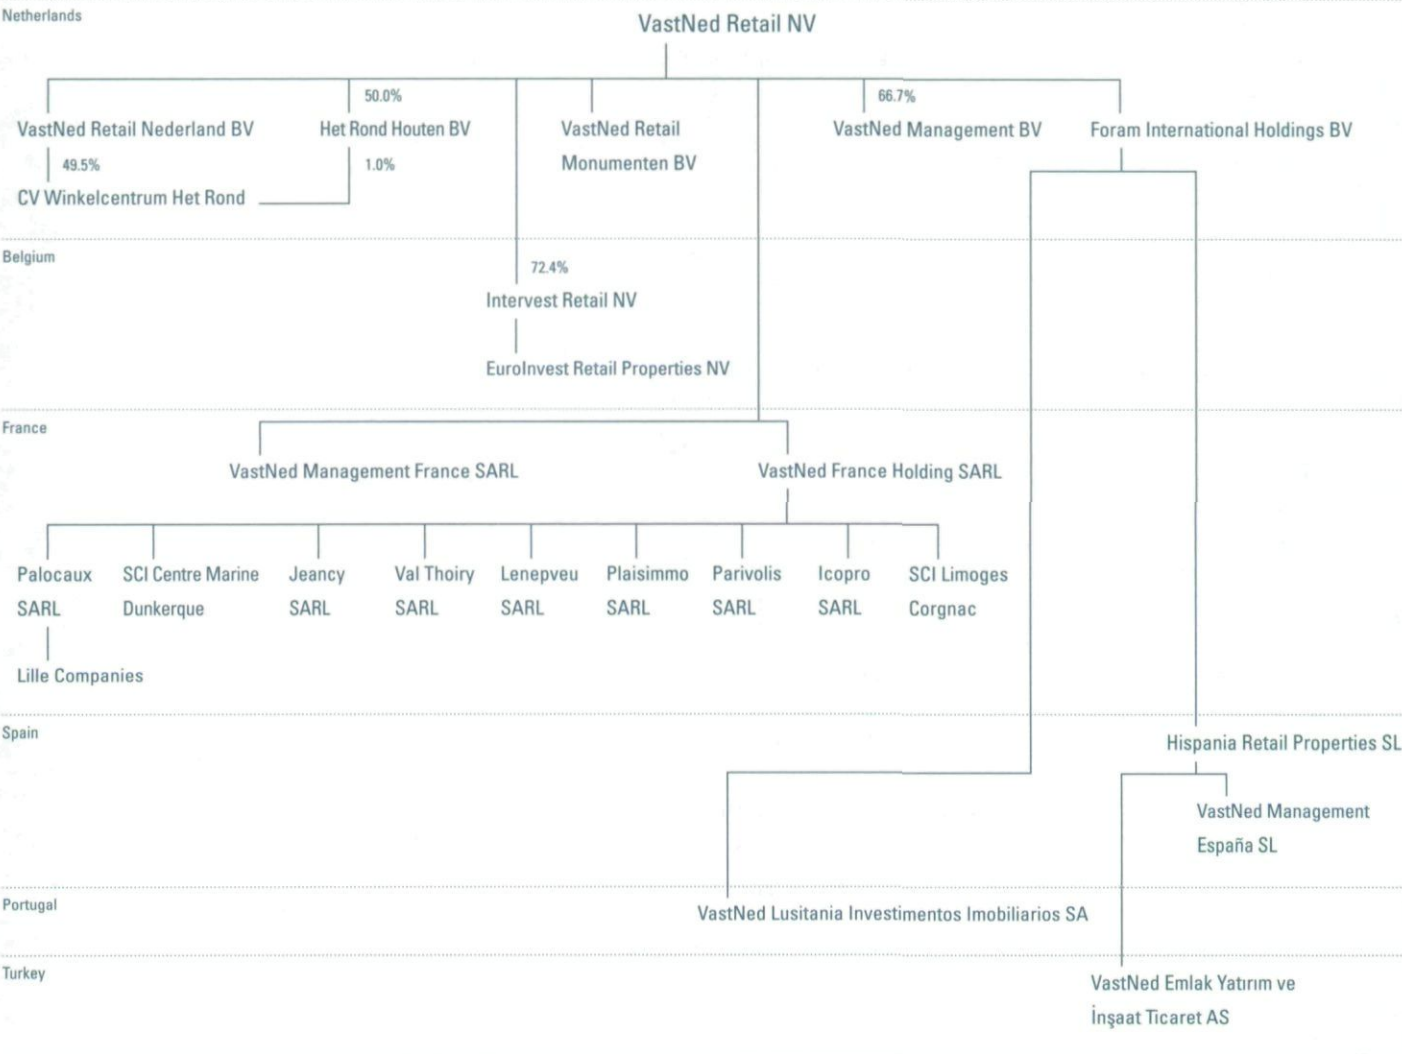 Netherlands
VastNed Retail NV
50.0%
66.7%
VastNed Retail Nederland BV
Het Rond Houten BV
VastNed Retail
Monumenten BV
VastNed Management BV
Foram International Holdings BV
49.5%
1.0%
CV Winkelcentrum Het Rond
Belgium
72.4%
Intervest Retail NV
EuroInvest Retail Properties NV
France
VastNed Management France SARL
VastNed France Holding SARL
Palocaux
SARL
SCI Centre Marine
Dunkerque
Jeancy
SARL
Val Thoiry
SARL
Lenepveu
SARL
Plaisimmo
SARL
Parivolis
SARL
Icopro
SARL
SCI Limoges
Corgnac
Lille Companies
Spain
Hispania Retail Properties SL
VastNed Management
España SL
Portugal
VastNed Lusitania Investimentos Imobiliarios SA
Turkey
VastNed Emlak Yatırım ve
İnşaat Ticaret AS